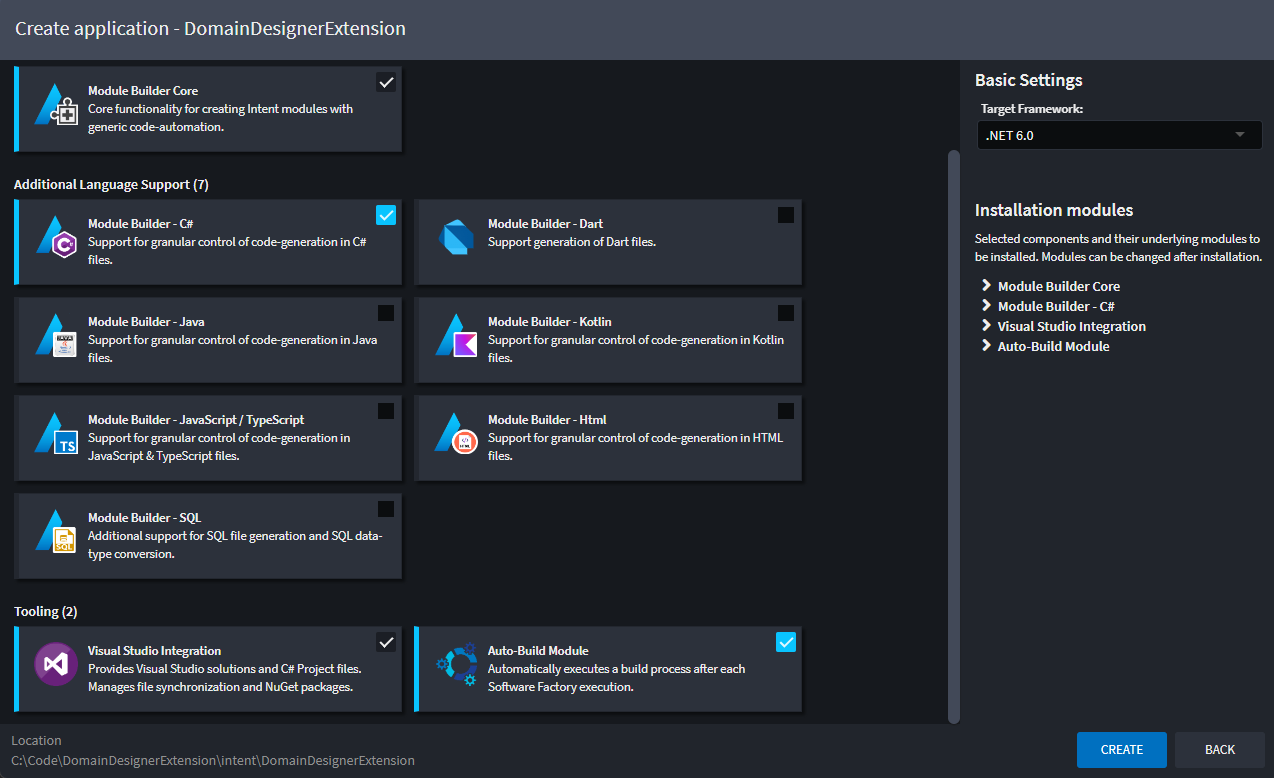 Create application - DomainDesignerExtension
Module Builder Core
Core functionality for creating Intent modules with
generic code-automation.
Additional Language Support (7)
Module Builder - C#
Support for granular control of code-generation in C#
files.
Module Builder - Dart
Support generation of Dart files.
Module Builder - Java
Support for granular control of code-generation in Java
files.
Module Builder - Kotlin
Support for granular control of code-generation in Kotlin
files.
TS
Module Builder - JavaScript / TypeScript
Support for granular control of code-generation in
JavaScript & TypeScript files.
Module Builder - Html
Support for granular control of code-generation in HTML
files.
SQL
Module Builder - SQL
Additional support for SQL file generation and SQL data-
type conversion.
Tooling (2)
Visual Studio Integration
Provides Visual Studio solutions and C# Project files.
Manages file synchronization and NuGet packages.
Auto-Build Module
Automatically executes a build process after each
Software Factory execution.
Basic Settings
Target Framework:
.NET 6.0
Installation modules
Selected components and their underlying modules to
be installed. Modules can be changed after installation.
Module Builder Core
Module Builder - C#
Visual Studio Integration
Auto-Build Module
Location
C:\Code\DomainDesignerExtension\intent\DomainDesignerExtension
CREATE
BACK